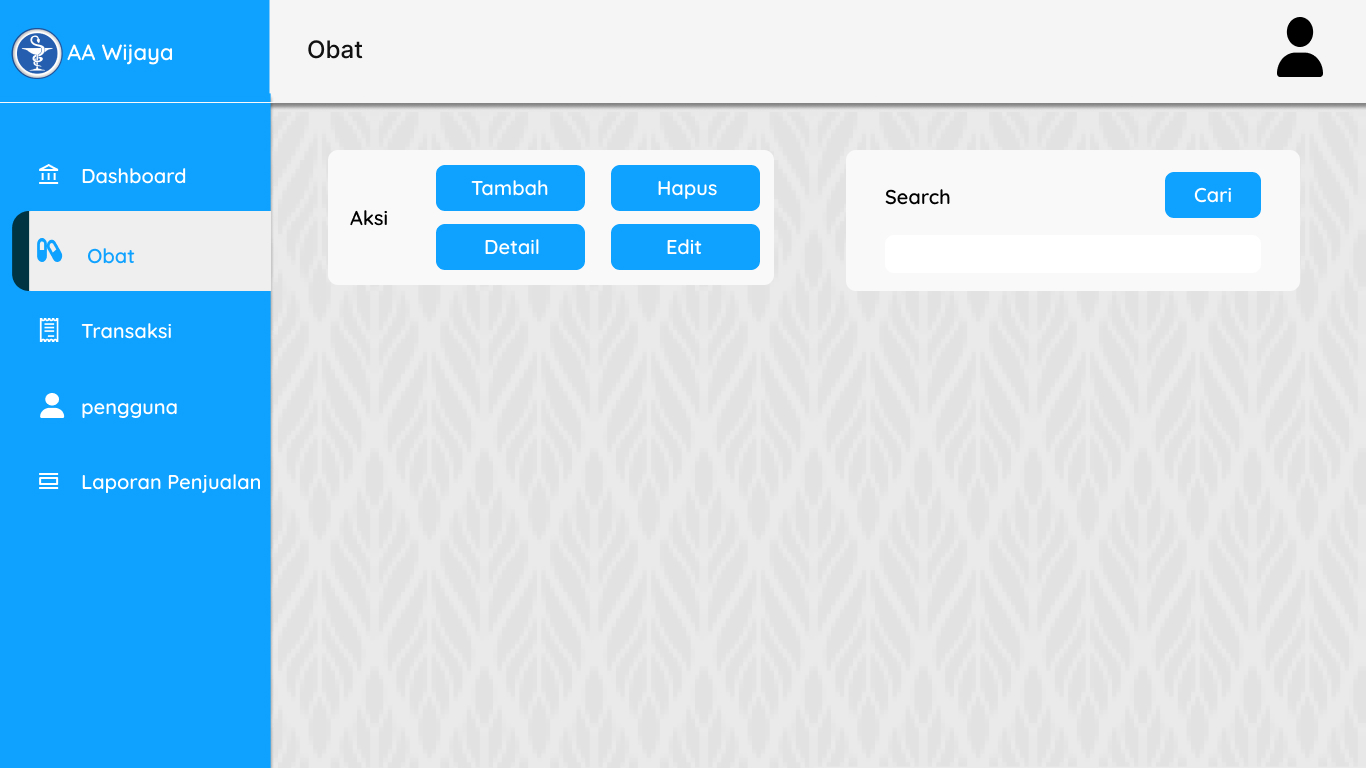 AA Wijaya
Obat
Dashboard
Obat
Transaksi
pengguna
Laporan Penjualan
Aksi
Tambah
Hapus
Detail
Edit
Search
Cari